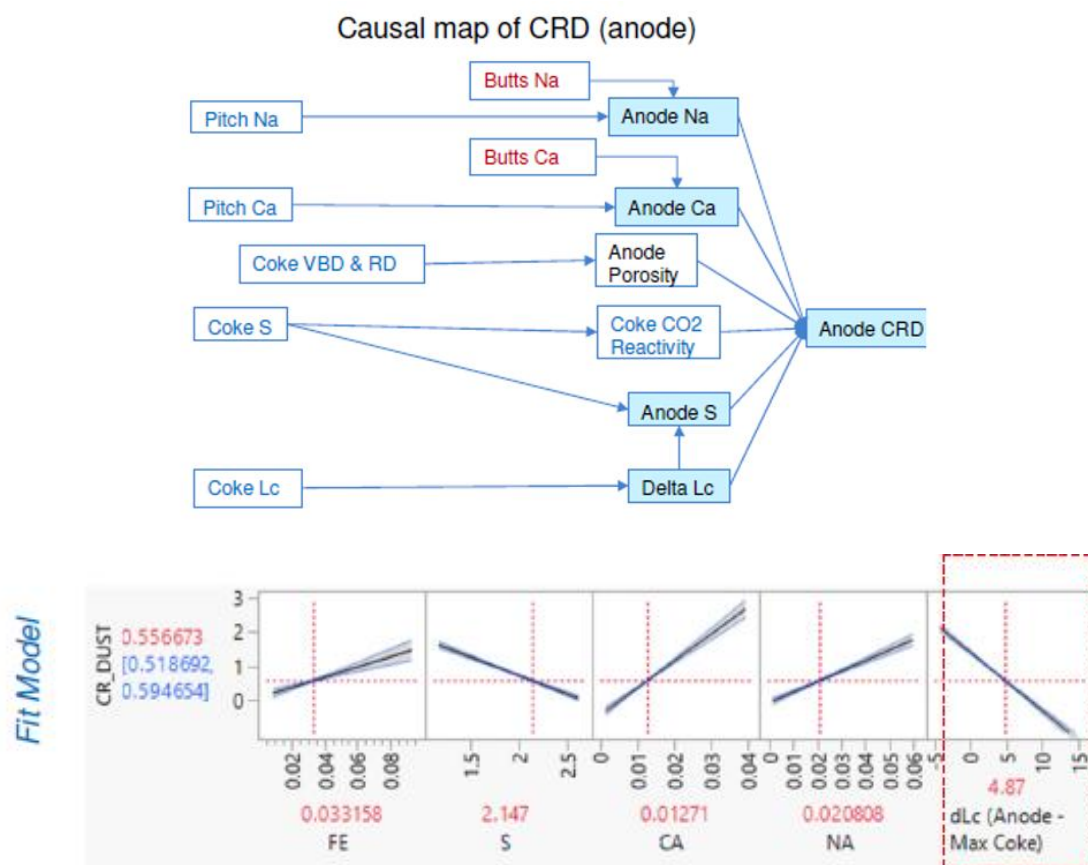 Causal map of CRD (anode)
Butts Na
Pitch Na
Anode Na
Butts Ca
Pitch Ca
Anode Ca
Coke VBD & RD
Anode
Porosity
Coke S
Coke CO2
Reactivity
Anode CRD
Anode S
Coke Lc
Delta Lc
Fit Model
CR_DUST
0.556673
[0.518692,
0.594654]
3
2
1
0
0.02
0.04
0.06
0.08
1.5
2
2.5
0
0.01
0.02
0.03
0.04
0
0.01
0.02
0.03
0.04
0.05
0.06
-5
0
5
10
15
0.033158
2.147
0.01271
0.020808
4.87
FE
S
CA
NA
dLc (Anode -
Max Coke)